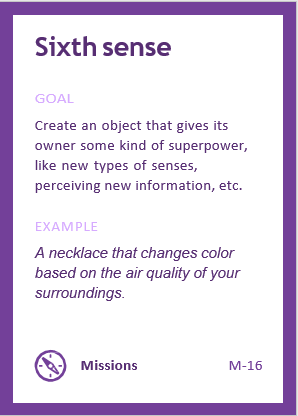 Sixth sense
GOAL
Create an object that gives its
owner some kind of superpower,
like new types of senses,
perceiving new information, etc.
EXAMPLE
A necklace that changes color
based on the air quality of your
surroundings.
Missions M-16